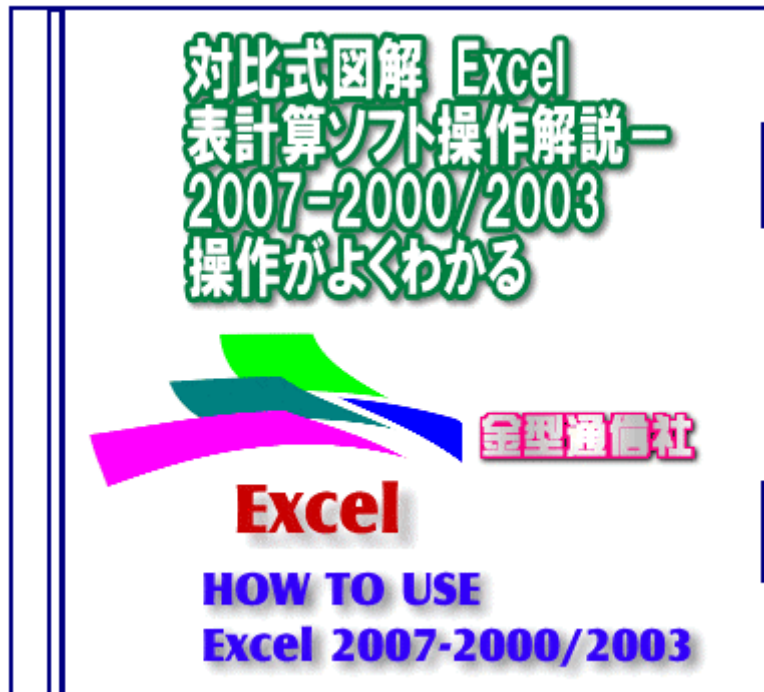 対比式図解 Excel
表計算ソフト操作解説ー
2007-2000/2003
操作がよくわかる
金型通信社
Excel
HOW TO USE
Excel 2007-2000/2003